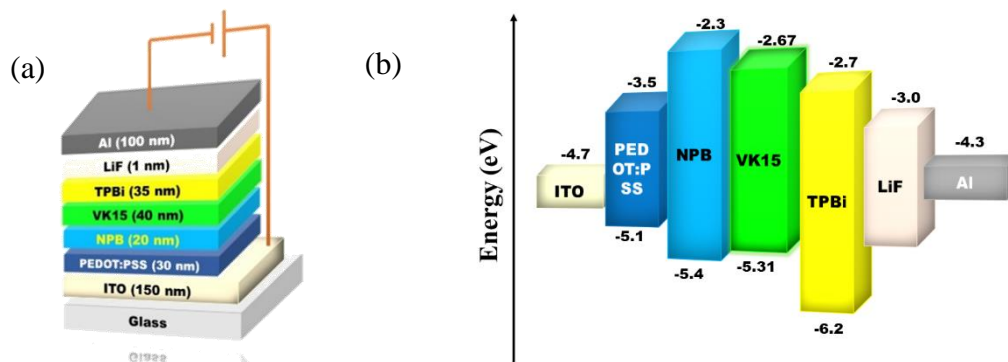 (a)
Al (100 nm)
LiF (1 nm)
TPBi (35 nm)
VK15 (40 nm)
NPB (20 nm)
PEDOT:PSS (30 nm)
ITO (150 nm)
Glass
Glass
(b)
Energy (eV)
-4.7
ITO
-3.5
PED
OT:P
SS
-5.1
-2.3
NPB
-5.4
-2.67
VK15
-5.31
-2.7
TPBi
-6.2
-3.0
LiF
-4.3
Al